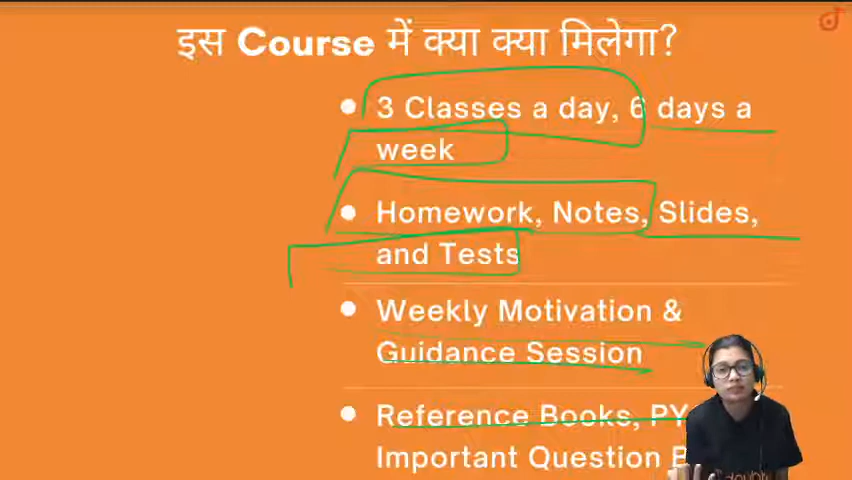 इस Course में क्या क्या मिलेगा?
3 Classes a day, 6 days a
week
Homework, Notes, Slides,
and Tests
Weekly Motivation &
Guidance Session
Reference Books,
Important Question